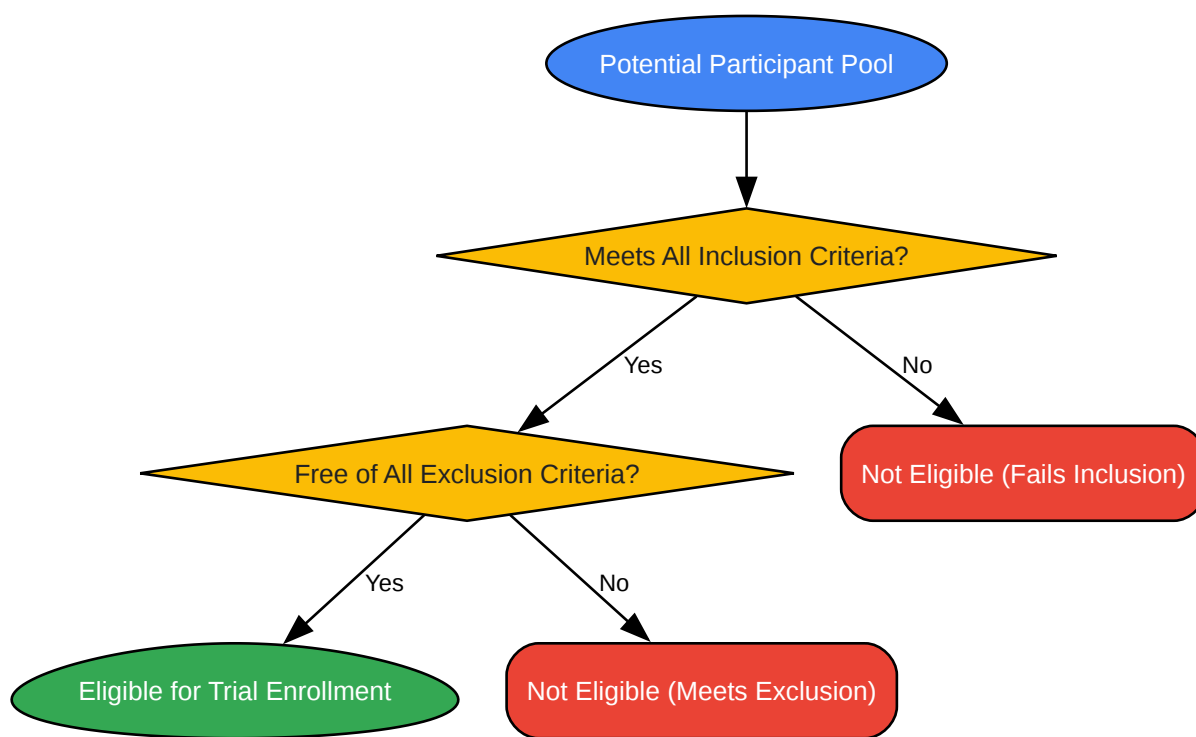 Potential Participant Pool
Meets All Inclusion Criteria?
Yes
No
Free of All Exclusion Criteria?
Not Eligible (Fails Inclusion)
Yes
No
Eligible for Trial Enrollment
Not Eligible (Meets Exclusion)